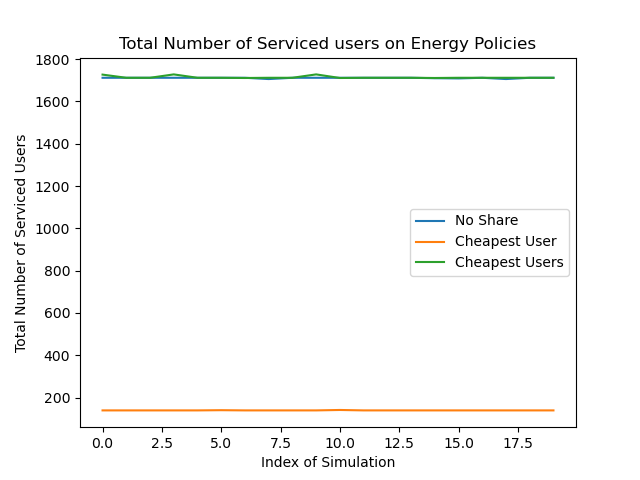 Total Number of Serviced users on Energy Policies
1800
1600
1400
1200
1000
800
600
400
200
Total Number of Serviced Users
No Share
Cheapest User
Cheapest Users
0.0 2.5 5.0 7.5 10.0 12.5 15.0 17.5
Index of Simulation